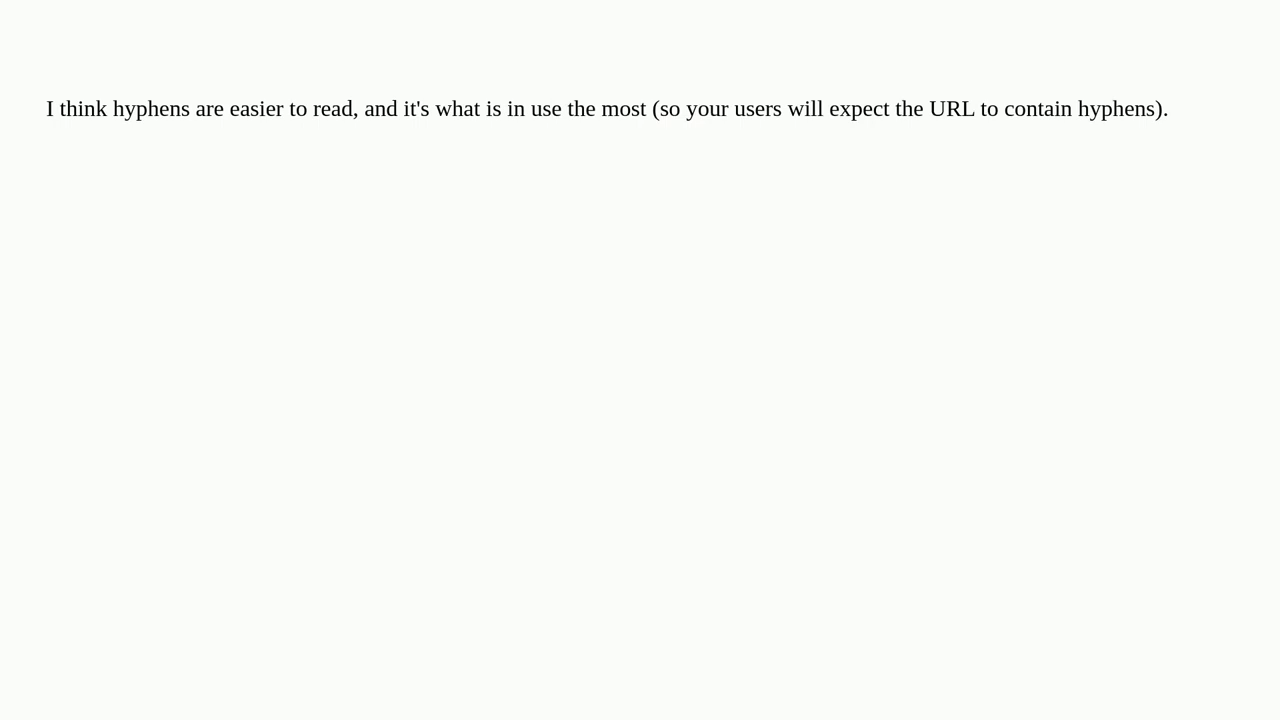 I think hyphens are easier to read, and it's what is in use the most (so your users will expect the URL to contain hyphens).